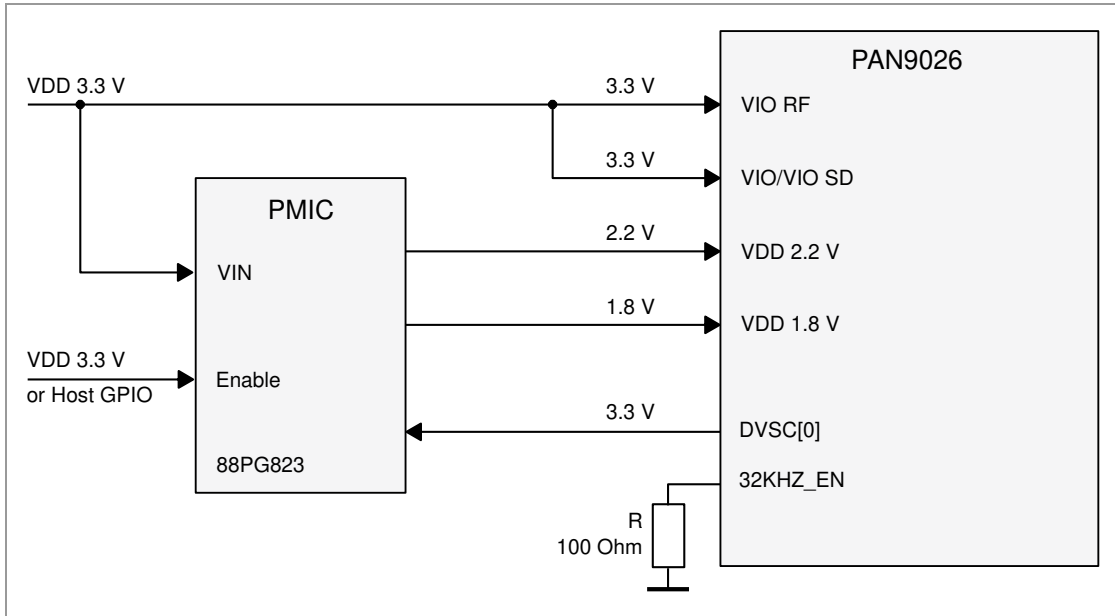 PAN9026
VDD 3.3 V
3.3 V
VIO RF
3.3 V
VIO/VIO SD
PMIC
2.2 V
VDD 2.2 V
VIN
1.8 V
VDD 1.8 V
VDD 3.3 V
or Host GPIO
Enable
3.3 V
DVSC[0]
88PG823
32KHZ_EN
R
100 Ohm